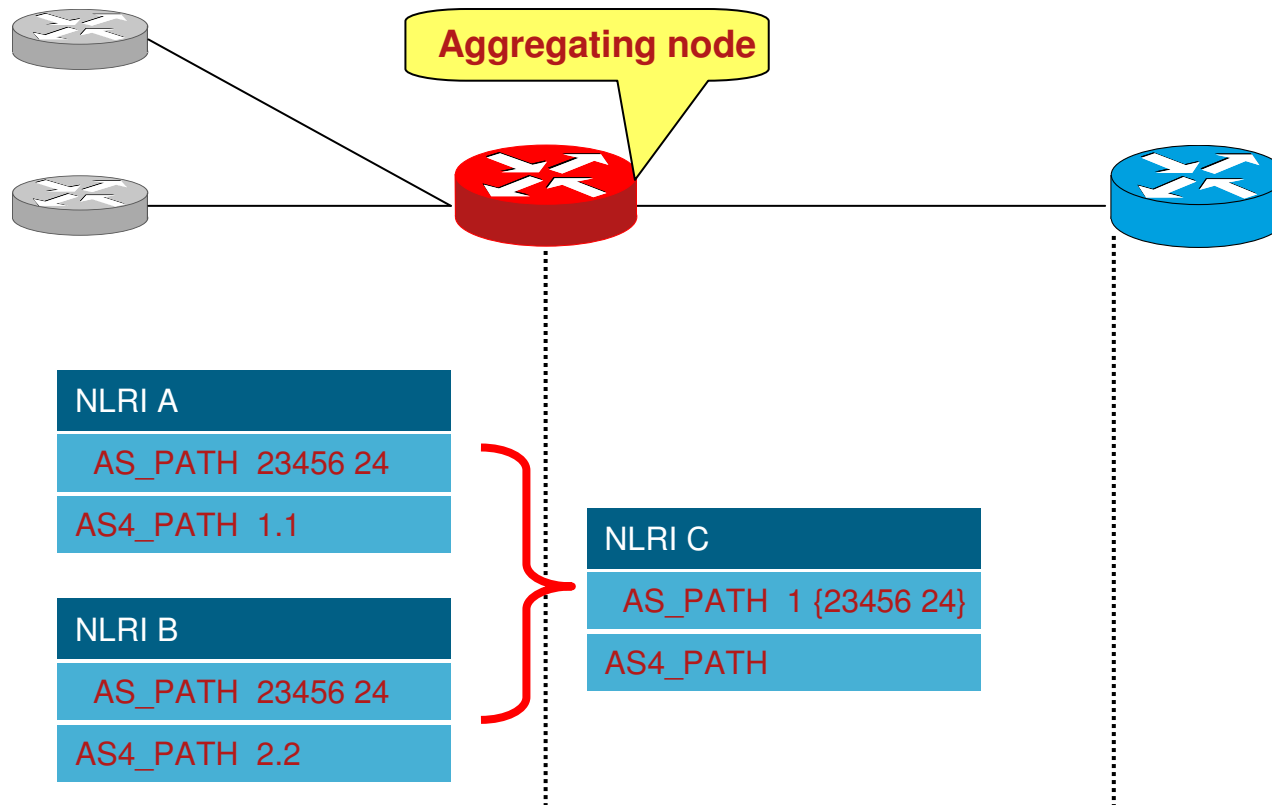 Aggregating node
NLRI A
AS_PATH 23456 24
AS4_PATH 1.1
NLRI B
AS_PATH 23456 24
AS4_PATH 2.2
NLRI C
AS_PATH 1 {23456 24}
AS4_PATH